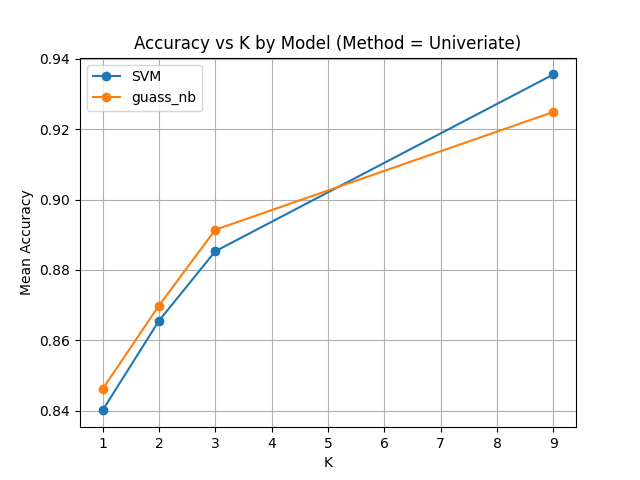 Accuracy vs K by Model (Method = Univeriate)
SVM
guass_nb
Mean Accuracy
0.94
0.92
0.90
0.88
0.86
0.84
1 2 3 4 5 6 7 8 9
K